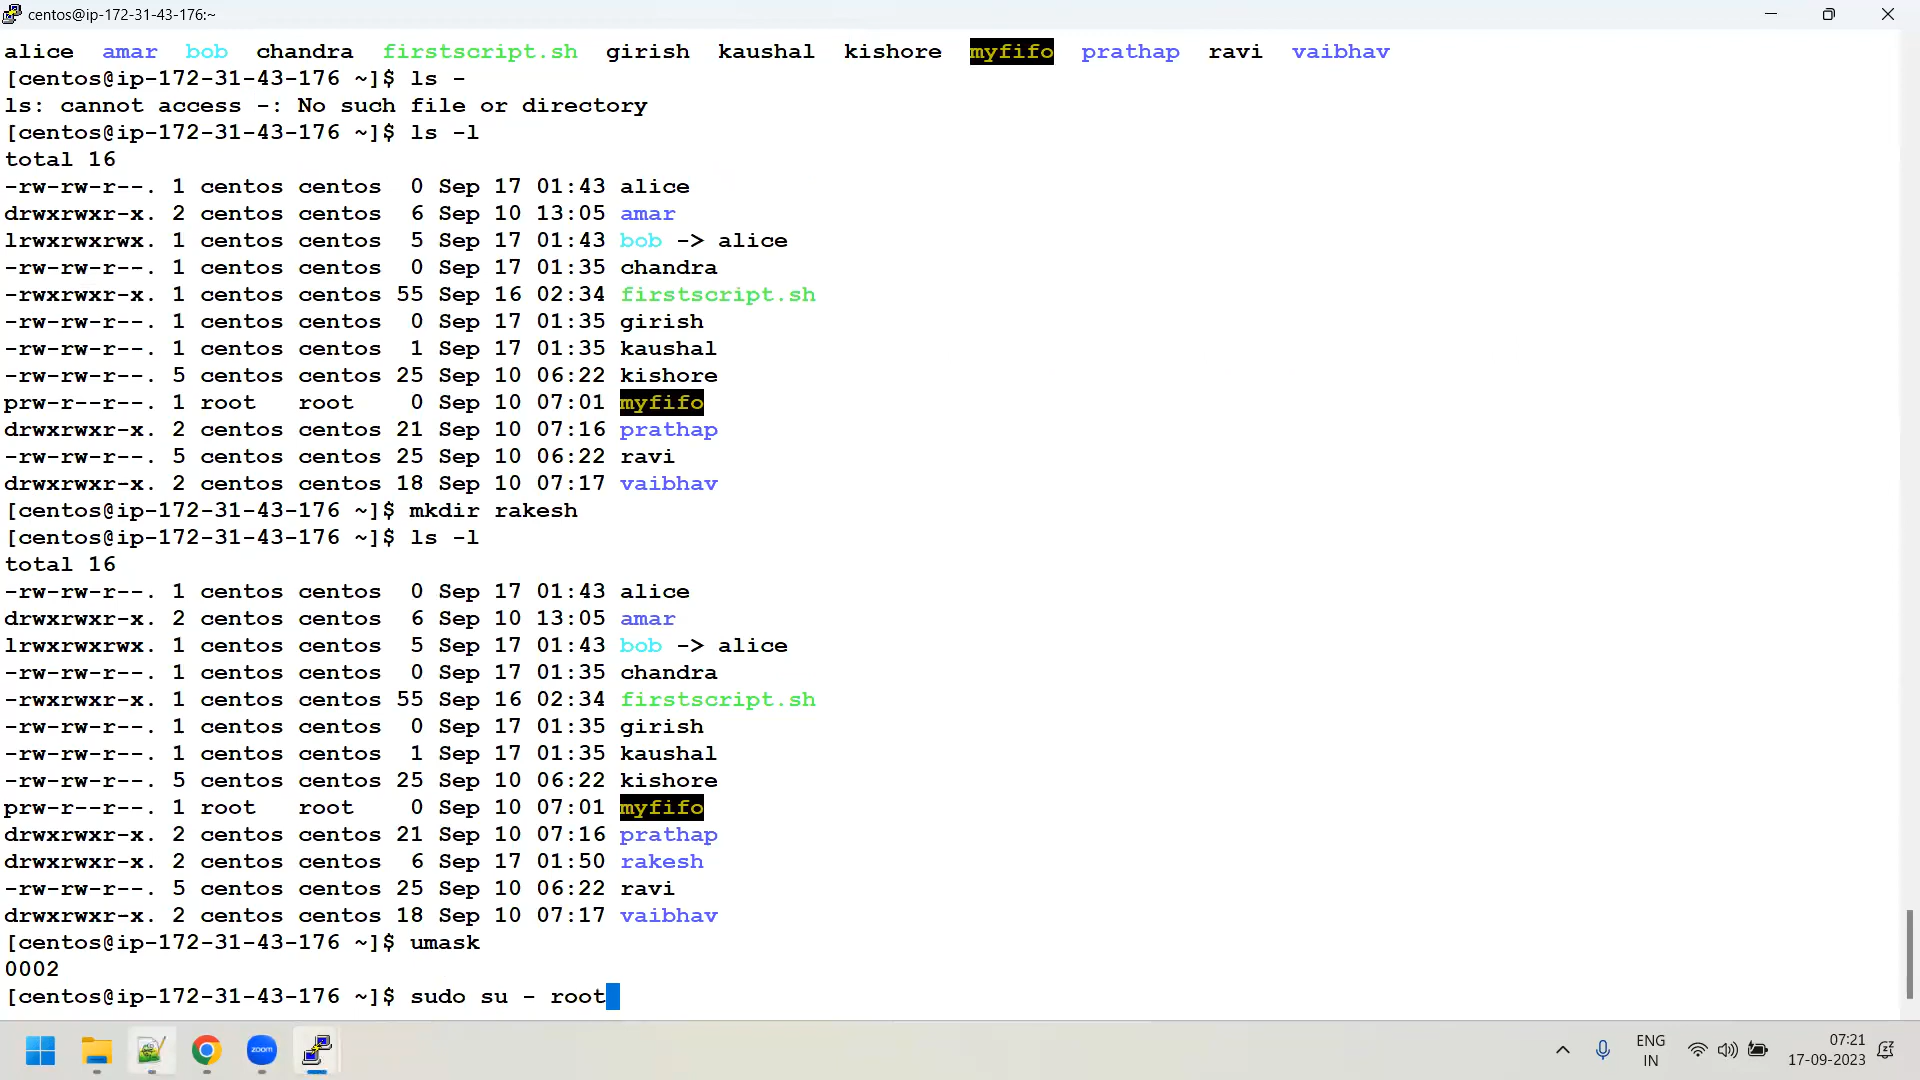 centos@ip-172-31-43-176:~
alice  amar  bob  chandra  firstscript.sh  girish  kaushal  kishore  myfifo  prathap  ravi  vaibhav
[centos@ip-172-31-43-176 ~]$ ls -
ls: cannot access -: No such file or directory
[centos@ip-172-31-43-176 ~]$ ls -l
total 16
-rw-rw-r--. 1 centos centos  0 Sep 17 01:43 alice
drwxrwxr-x. 2 centos centos  6 Sep 10 13:05 amar
lrwxrwxrwx. 1 centos centos  5 Sep 17 01:43 bob -> alice
-rw-rw-r--. 1 centos centos  0 Sep 17 01:35 chandra
-rwxrwxr-x. 1 centos centos 55 Sep 16 02:34 firstscript.sh
-rw-rw-r--. 1 centos centos  0 Sep 17 01:35 girish
-rw-rw-r--. 1 centos centos  1 Sep 17 01:35 kaushal
-rw-rw-r--. 5 centos centos 25 Sep 10 06:22 kishore
prw-r--r--. 1 root   root    0 Sep 10 07:01 myfifo
drwxrwxr-x. 2 centos centos 21 Sep 10 07:16 prathap
-rw-rw-r--. 5 centos centos 25 Sep 10 06:22 ravi
drwxrwxr-x. 2 centos centos 18 Sep 10 07:17 vaibhav
[centos@ip-172-31-43-176 ~]$ mkdir rakesh
[centos@ip-172-31-43-176 ~]$ ls -l
total 16
-rw-rw-r--. 1 centos centos  0 Sep 17 01:43 alice
drwxrwxr-x. 2 centos centos  6 Sep 10 13:05 amar
lrwxrwxrwx. 1 centos centos  5 Sep 17 01:43 bob -> alice
-rw-rw-r--. 1 centos centos  0 Sep 17 01:35 chandra
-rwxrwxr-x. 1 centos centos 55 Sep 16 02:34 firstscript.sh
-rw-rw-r--. 1 centos centos  0 Sep 17 01:35 girish
-rw-rw-r--. 1 centos centos  1 Sep 17 01:35 kaushal
-rw-rw-r--. 5 centos centos 25 Sep 10 06:22 kishore
prw-r--r--. 1 root   root    0 Sep 10 07:01 myfifo
drwxrwxr-x. 2 centos centos 21 Sep 10 07:16 prathap
drwxrwxr-x. 2 centos centos  6 Sep 17 01:50 rakesh
-rw-rw-r--. 5 centos centos 25 Sep 10 06:22 ravi
drwxrwxr-x. 2 centos centos 18 Sep 10 07:17 vaibhav
[centos@ip-172-31-43-176 ~]$ umask
0002
[centos@ip-172-31-43-176 ~]$ sudo su - root
zoom
ENG
IN
07:21
17-09-2023